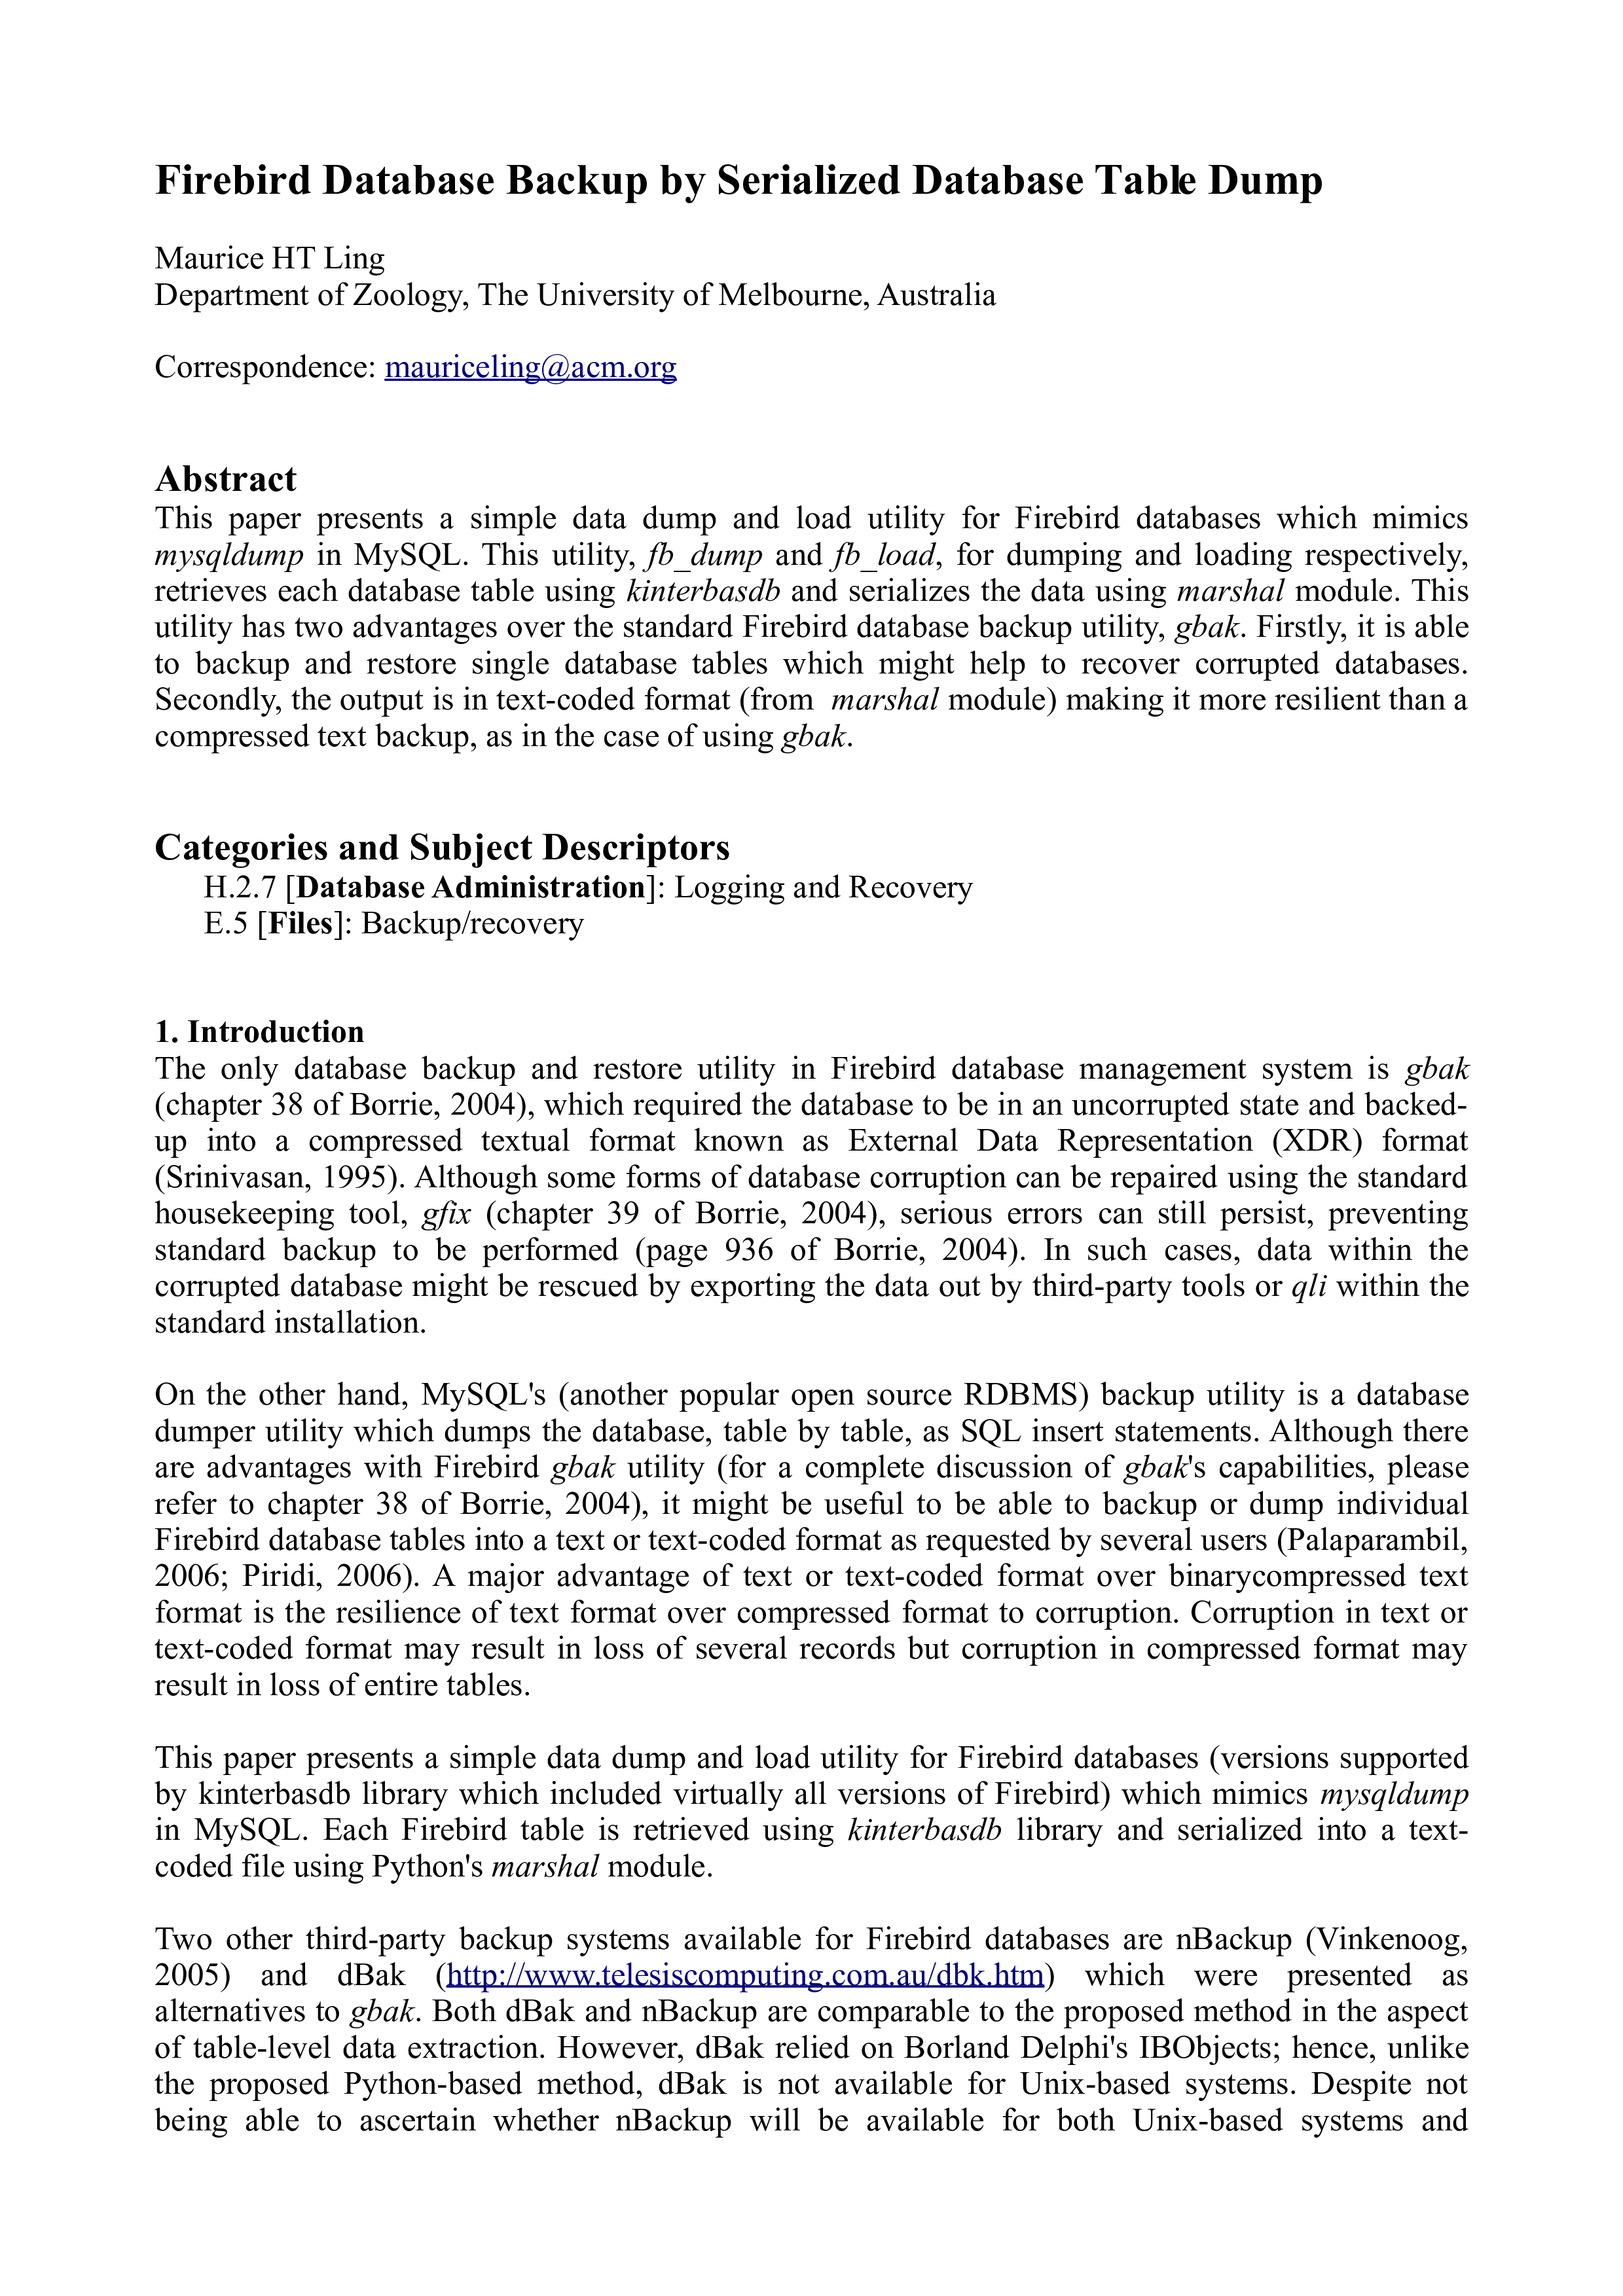 Firebird Database Backup by Serialized Database Table Dump
Maurice HT Ling
Department of Zoology, The University of Melbourne, Australia
Correspondence: mauriceling@acm.org
Abstract
This paper presents a simple data dump and load utility for Firebird databases which mimics
mysqldump in MySQL. This utility, fb_dump and fb_load, for dumping and loading respectively,
retrieves each database table using kinterbasdb and serializes the data using marshal module. This
utility has two advantages over the standard Firebird database backup utility, gbak. Firstly, it is able
to backup and restore single database tables which might help to recover corrupted databases.
Secondly, the output is in text-coded format (from marshal module) making it more resilient than a
compressed text backup, as in the case of using gbak.
Categories and Subject Descriptors
H.2.7 [Database Administration]: Logging and Recovery
E.5 [Files]: Backup/recovery
1. Introduction
The only database backup and restore utility in Firebird database management system is gbak
(chapter 38 of Borrie, 2004), which required the database to be in an uncorrupted state and backed-
up into a compressed textual format known as External Data Representation (XDR) format
(Srinivasan, 1995). Although some forms of database corruption can be repaired using the standard
housekeeping tool, gfix (chapter 39 of Borrie, 2004), serious errors can still persist, preventing
standard backup to be performed (page 936 of Borrie, 2004). In such cases, data within the
corrupted database might be rescued by exporting the data out by third-party tools or qli within the
standard installation.
On the other hand, MySQL's (another popular open source RDBMS) backup utility is a database
dumper utility which dumps the database, table by table, as SQL insert statements. Although there
are advantages with Firebird gbak utility (for a complete discussion of gbak's capabilities, please
refer to chapter 38 of Borrie, 2004), it might be useful to be able to backup or dump individual
Firebird database tables into a text or text-coded format as requested by several users (Palaparambil,
2006; Piridi, 2006). A major advantage of text or text-coded format over binarycompressed text
format is the resilience of text format over compressed format to corruption. Corruption in text or
text-coded format may result in loss of several records but corruption in compressed format may
result in loss of entire tables.
This paper presents a simple data dump and load utility for Firebird databases (versions supported
by kinterbasdb library which included virtually all versions of Firebird) which mimics mysqldump
in MySQL. Each Firebird table is retrieved using kinterbasdb library and serialized into a text-
coded file using Python's marshal module.
Two other third-party backup systems available for Firebird databases are nBackup (Vinkenoog,
2005) and dBak (http://www.telesiscomputing.com.au/dbk.htm) which were presented as
alternatives to gbak. Both dBak and nBackup are comparable to the proposed method in the aspect
of table-level data extraction. However, dBak relied on Borland Delphi's IBObjects; hence, unlike
the proposed Python-based method, dBak is not available for Unix-based systems. Despite not
being able to ascertain whether nBackup will be available for both Unix-based systems and